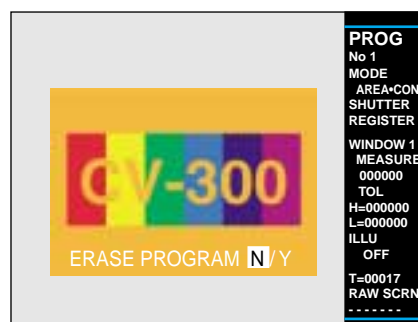 CV-300
ERASE PROGRAM N/Y
PROG
No 1
MODE
AREA•CON
SHUTTER
REGISTER
WINDOW 1
MEASURE
000000
TOL
H=000000
L=000000
ILLU
OFF
T=00017
RAW SCRN
-------